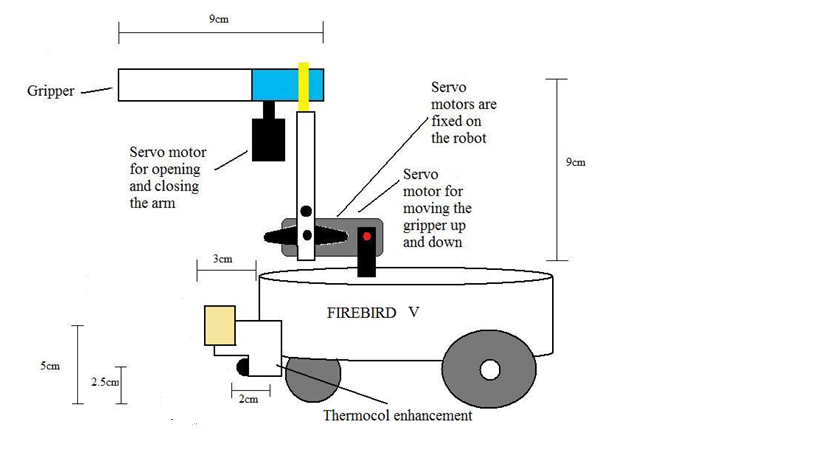 9cm
Gripper
Servo
motors are
fixed on
the robot
Servo motor
for opening
and closing
the arm
9cm
Servo
motor for
moving the
gripper up
and down
3cm
FIREBIRD V
5cm
2.5cm
2cm
Thermocol enhancement